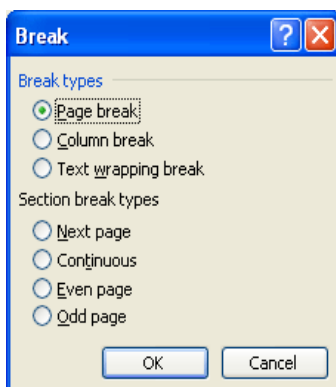 Break
?
Break types
Page break
Column break
Text wrapping break
Section break types
Next page
Continuous
Even page
Odd page
OK Cancel